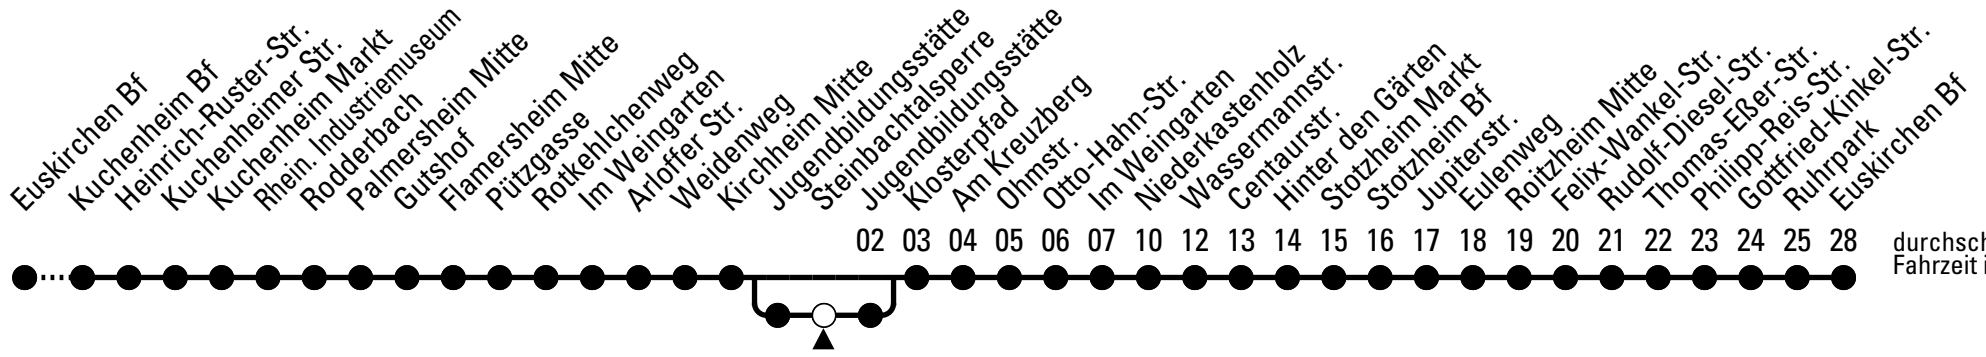 Euskirchen Bf
Kuchenheim Bf
Heinrich-Ruster-Str.
Kuchenheimer Str.
Kuchenheim Markt
Rhein. Industriemuseum
Rodderbach
Palmersheim Mitte
Gutshof
Flamersheim Mitte
Pützgasse
Rotkehlchenweg
Im Weingarten
Arloffer Str.
Weidenweg
Kirchheim Mitte
Jugendbildungsstätte
Steinbachtalsperre
Jugendbildungsstätte
Klosterpfad
Am Kreuzberg
Ohmstr.
Otto-Hahn-Str.
Im Weingarten
Niederkastenholz
Wassermannstr.
Centaurstr.
Hinter den Gärten
Stotzheim Markt
Stotzheim Bf
Jupiterstr.
Eulenweg
Roitzheim Mitte
Felix-Wankel-Str.
Rudolf-Diesel-Str.
Thomas-Eßer-Str.
Philipp-Reis-Str.
Gottfried-Kinkel-Str.
Ruhrpark
Euskirchen Bf
02 03 04 05 06 07 10 12 13 14 15 16 17 18 19 20 21 22 23 24 25 28
durchsch
Fahrzeit i